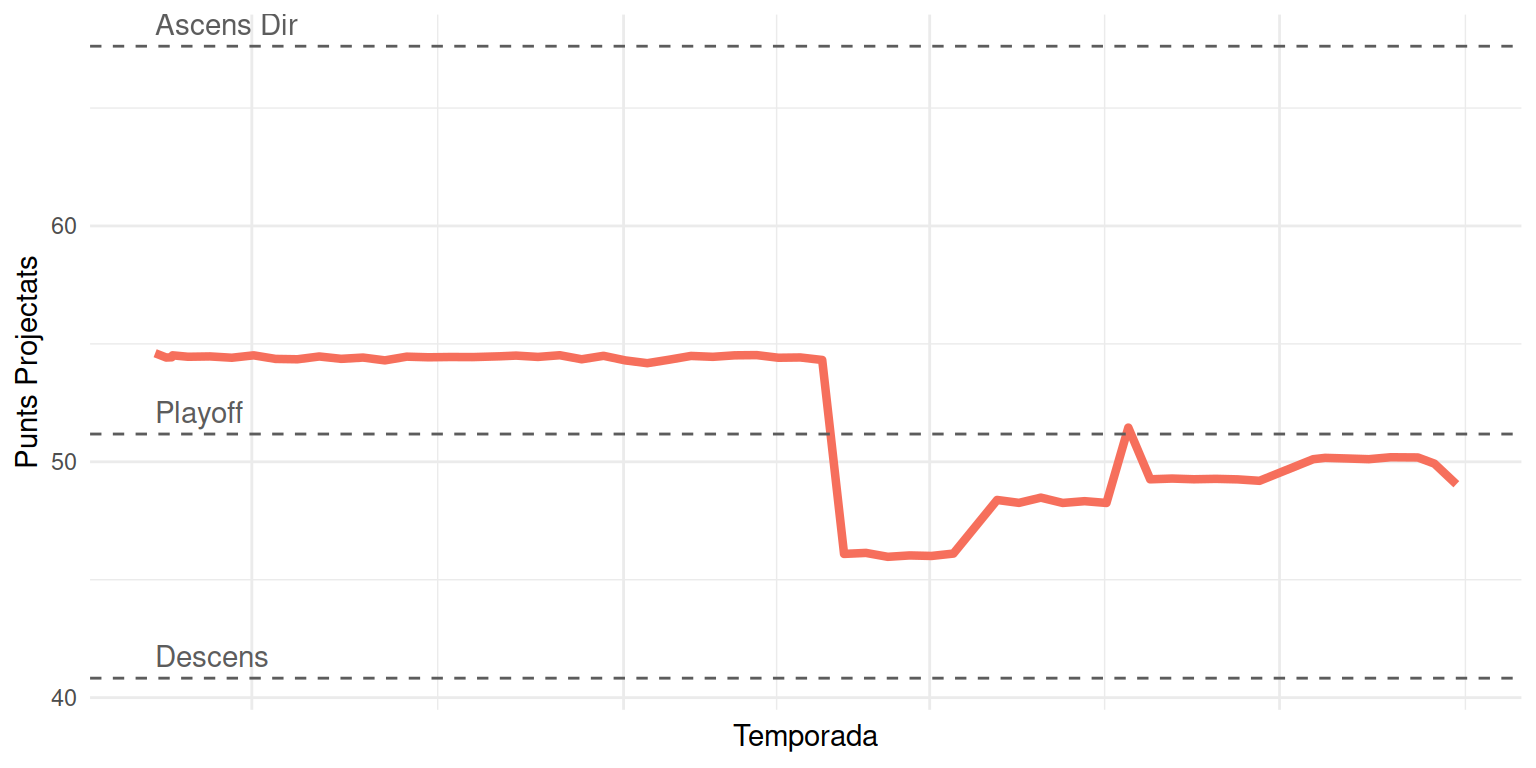 Ascens Dir
60
Punts Projectats
Playoff
50
Descens
40
Temporada